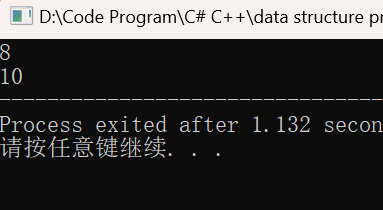 D:\Code Program\C# C++\data structure pr
8
10
--------------------------------
Process exited after 1.132 secon
请按任意键继续. . .